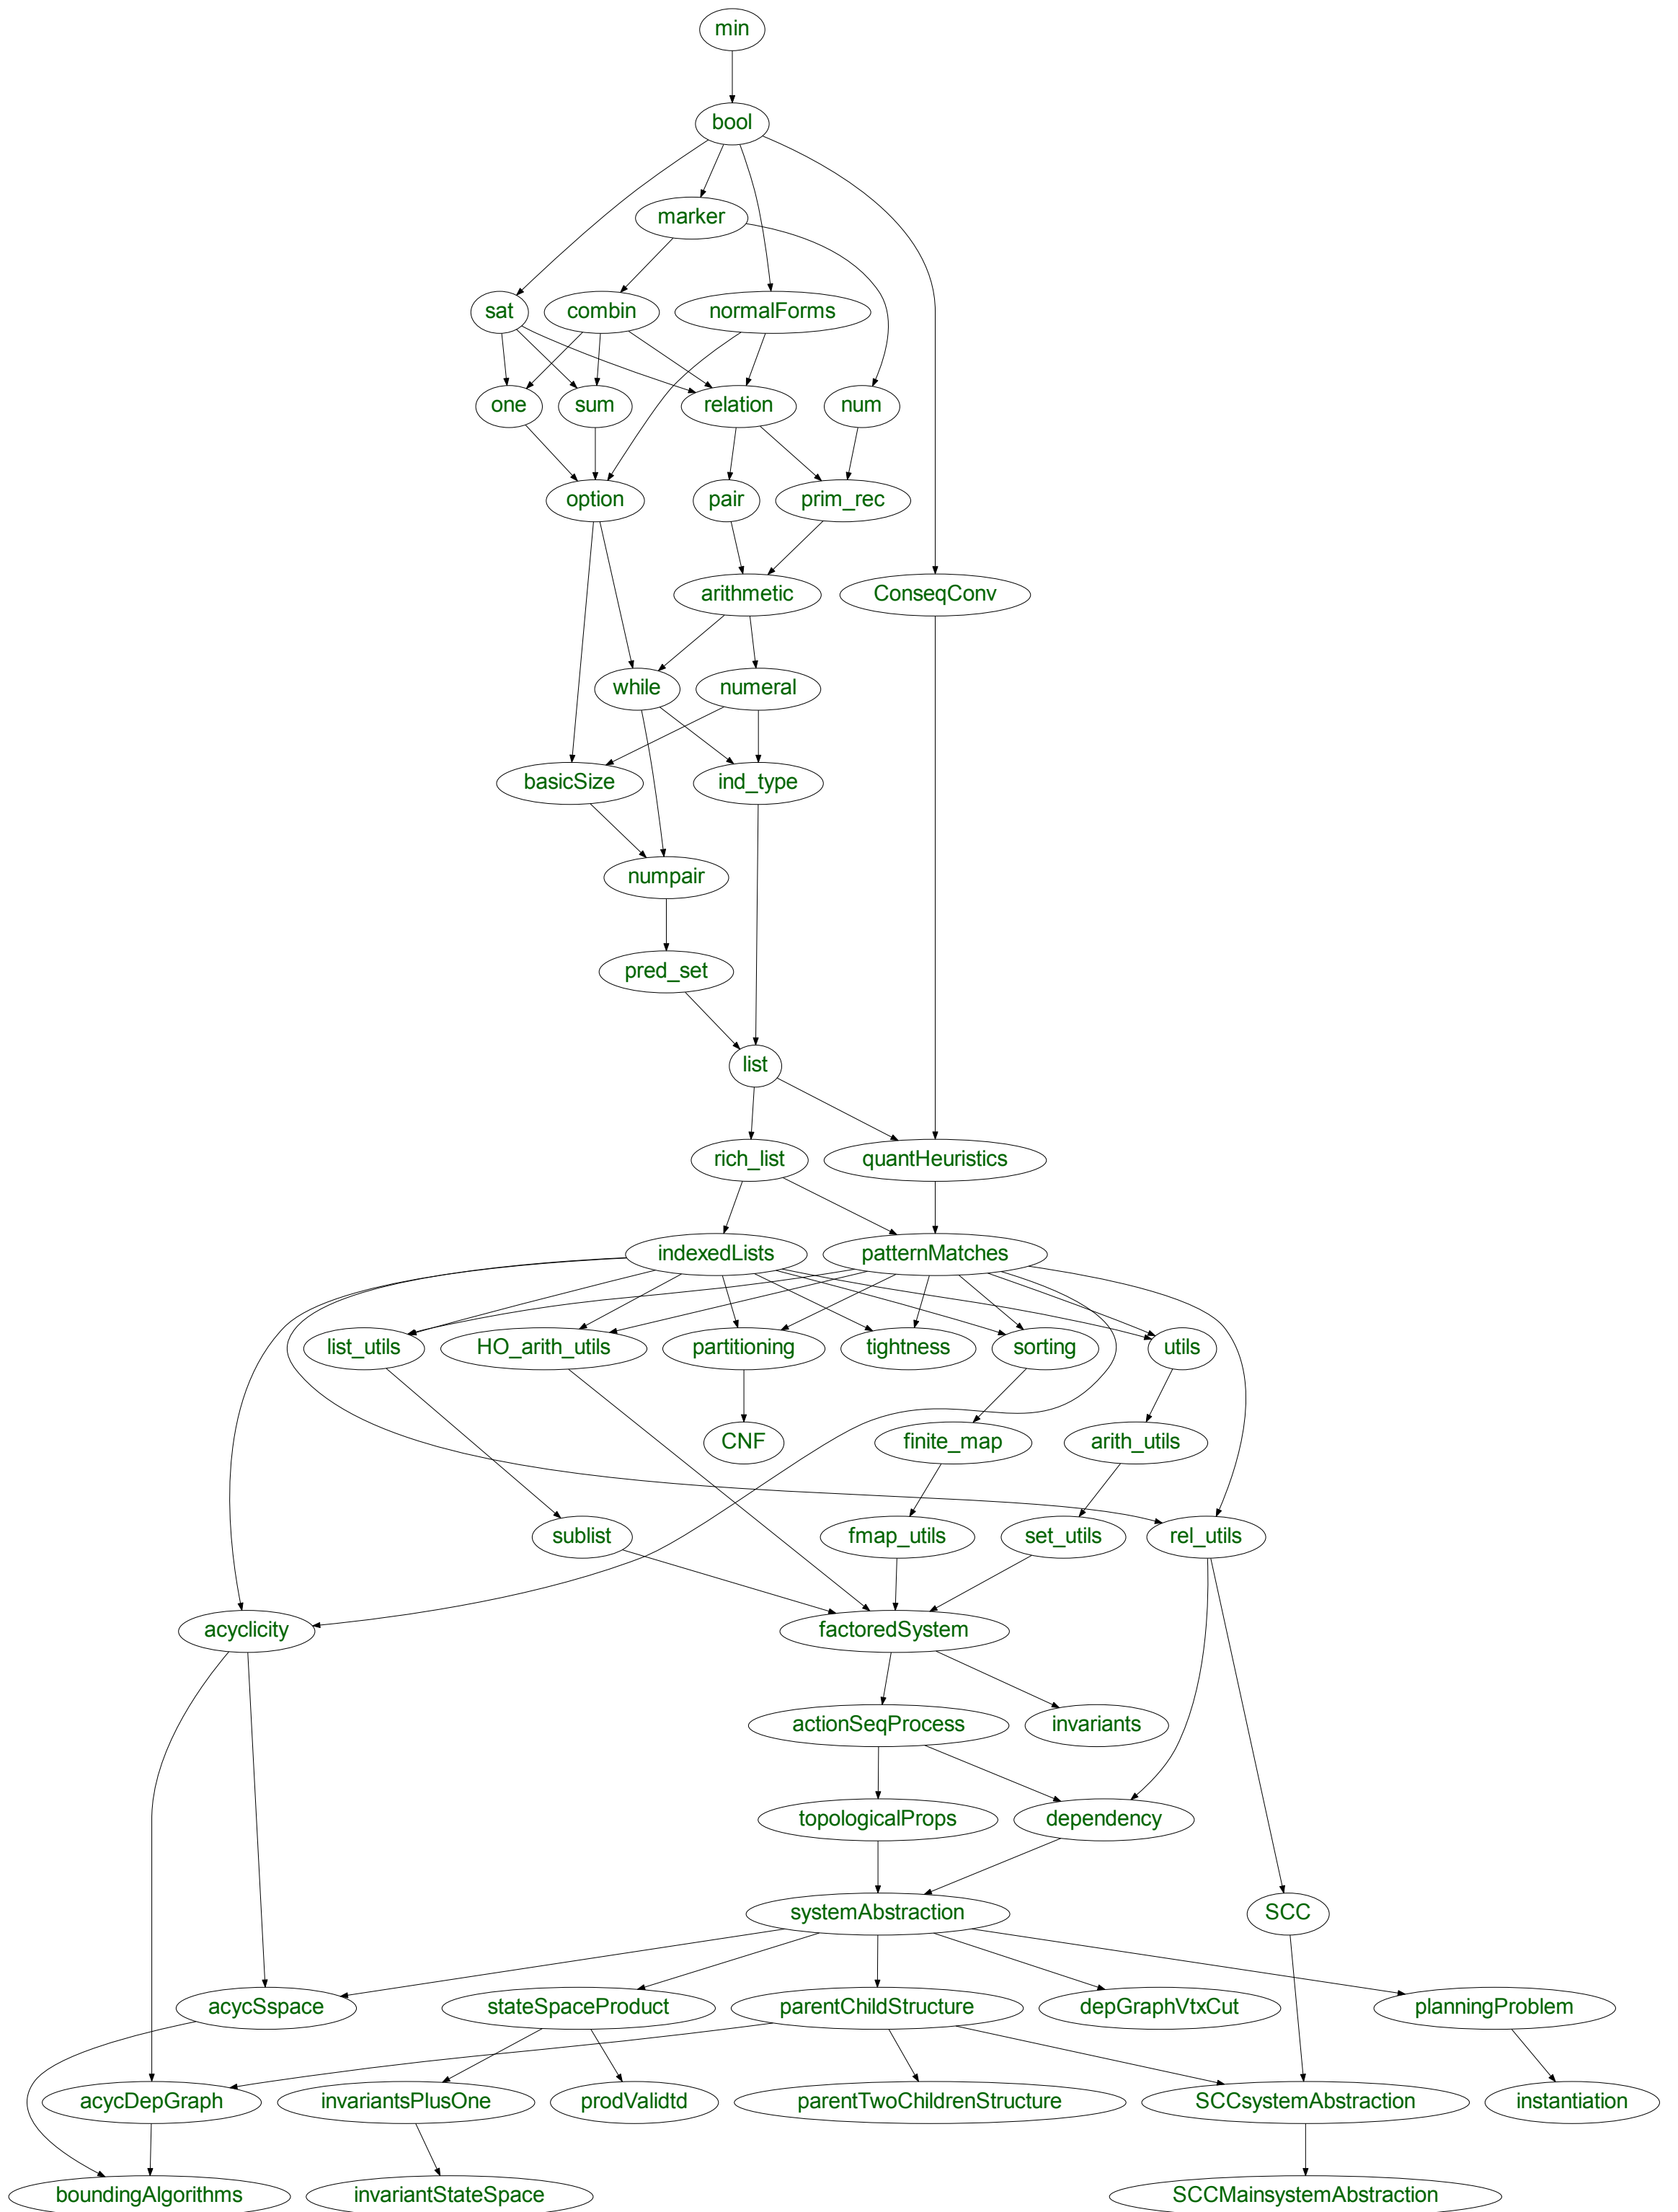 min
bool
marker
sat
combin
normalForms
one
sum
relation
num
option
pair
prim_rec
arithmetic
ConseqConv
while
numeral
basicSize
ind_type
numpair
pred_set
list
rich_list
quantHeuristics
indexedLists
patternMatches
list_utils
HO_arith_utils
partitioning
tightness
sorting
utils
CNF
finite_map
arith_utils
sublist
fmap_utils
set_utils
rel_utils
acyclicity
factoredSystem
actionSeqProcess
invariants
topologicalProps
dependency
systemAbstraction
SCC
acycSspace
stateSpaceProduct
parentChildStructure
depGraphVtxCut
planningProblem
acycDepGraph
invariantsPlusOne
prodValidtd
parentTwoChildrenStructure
SCCsystemAbstraction
instantiation
boundingAlgorithms
invariantStateSpace
SCCMainsystemAbstraction